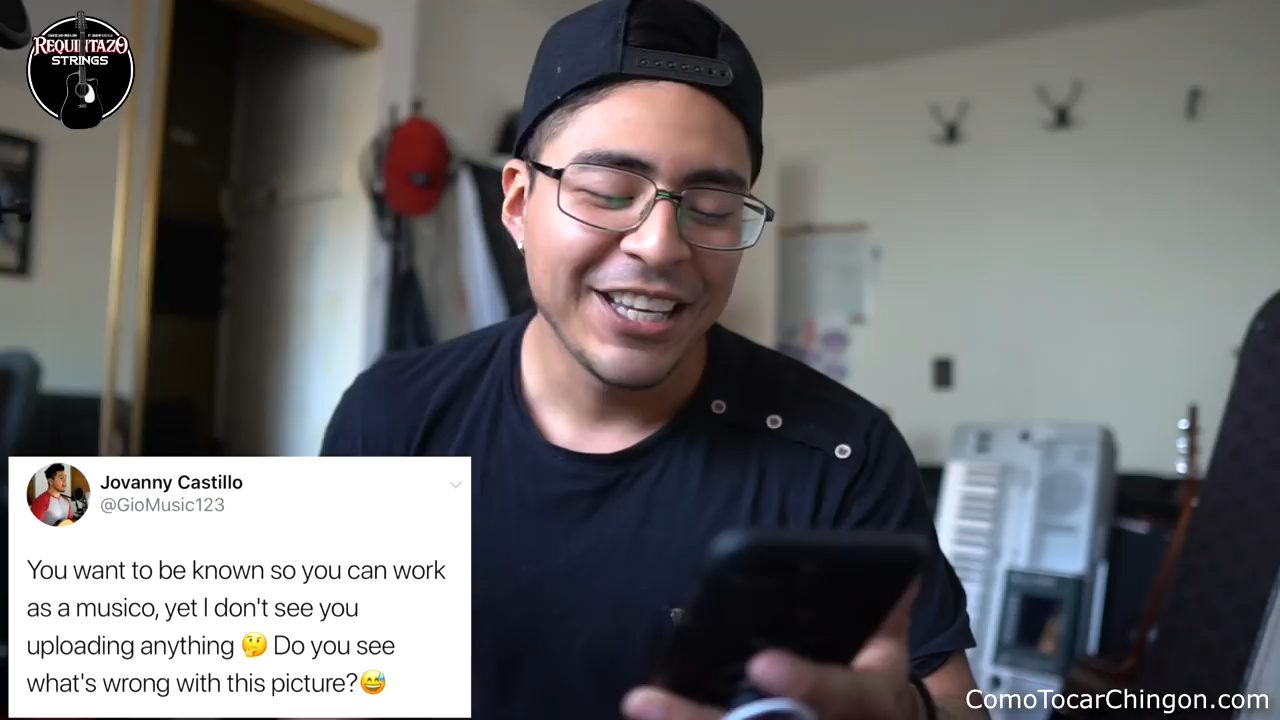 REQUINTAZO
STRINGS
Jovanny Castillo
@GioMusic123
You want to be known so you can work
as a musico, yet I don't see you
uploading anything 🤔 Do you see
what's wrong with this picture?😅
ComoTocarChingon.com